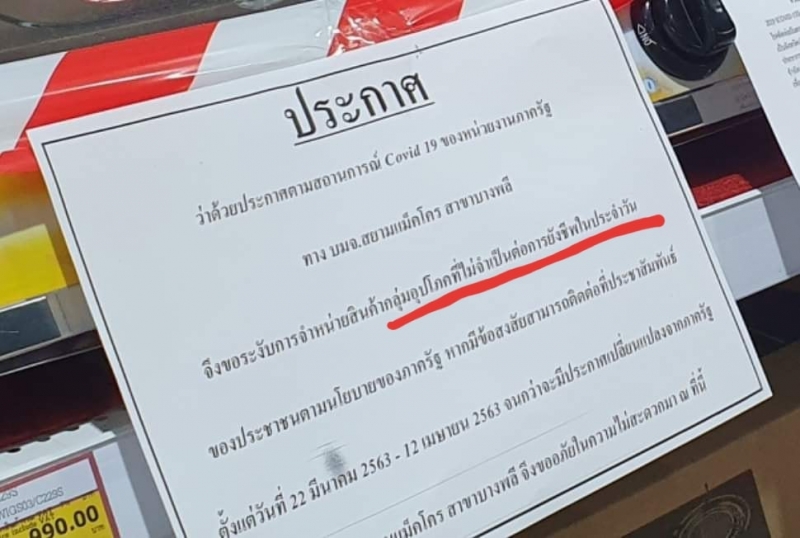 ประกาศ
ว่าด้วยประกาศตามสถานการณ์ Covid 19 ของหน่วยงานภาครัฐ
ทาง บมจ.สยามแม็คโคร สาขาบางพลี
จึงขอระงับการจำหน่ายสินค้ากลุ่มอุปโภคที่ไม่จำเป็นต่อการยังชีพในประจำวัน
ของประชาชนตามนโยบายของภาครัฐ หากมีข้อสงสัยสามารถติดต่อที่ประชาสัมพันธ์
ตั้งแต่วันที่ 22 มีนาคม 2563 - 12 เมษายน 2563 จนกว่าจะมีประกาศเปลี่ยนแปลงจากภาครัฐ
แม็คโคร สาขาบางพลี จึงขออภัยในความไม่สะดวกมา ณ ที่นี้
990.00